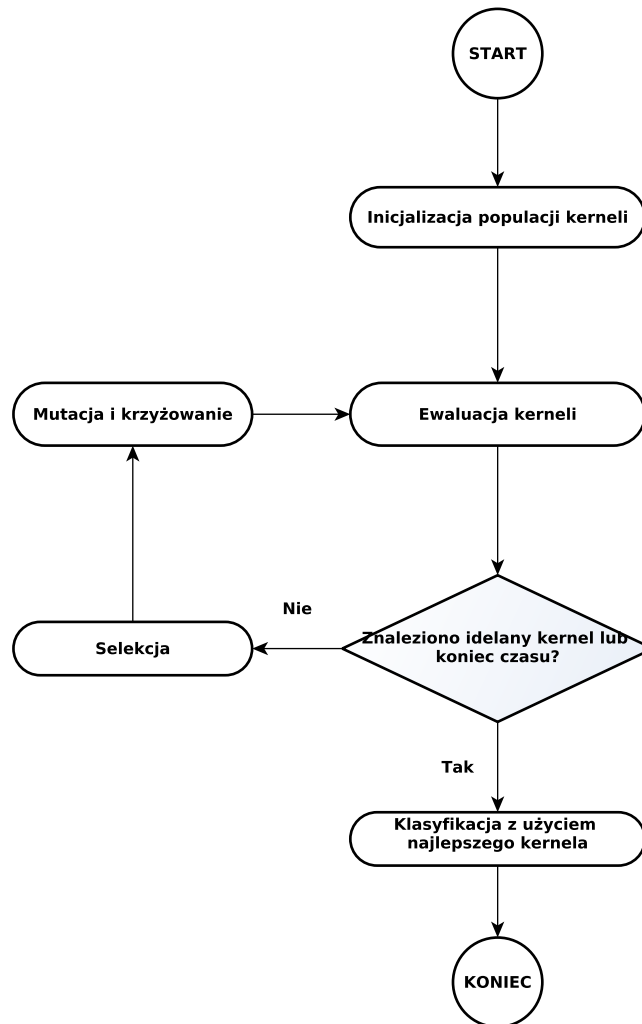 START
Inicjalizacja populacji kerneli
Mutacja i krzyżowanie
Ewaluacja kerneli
Nie
Znaleziono idelany kernel lub
koniec czasu?
Selekcja
Tak
Klasyfikacja z użyciem
najlepszego kernela
KONIEC